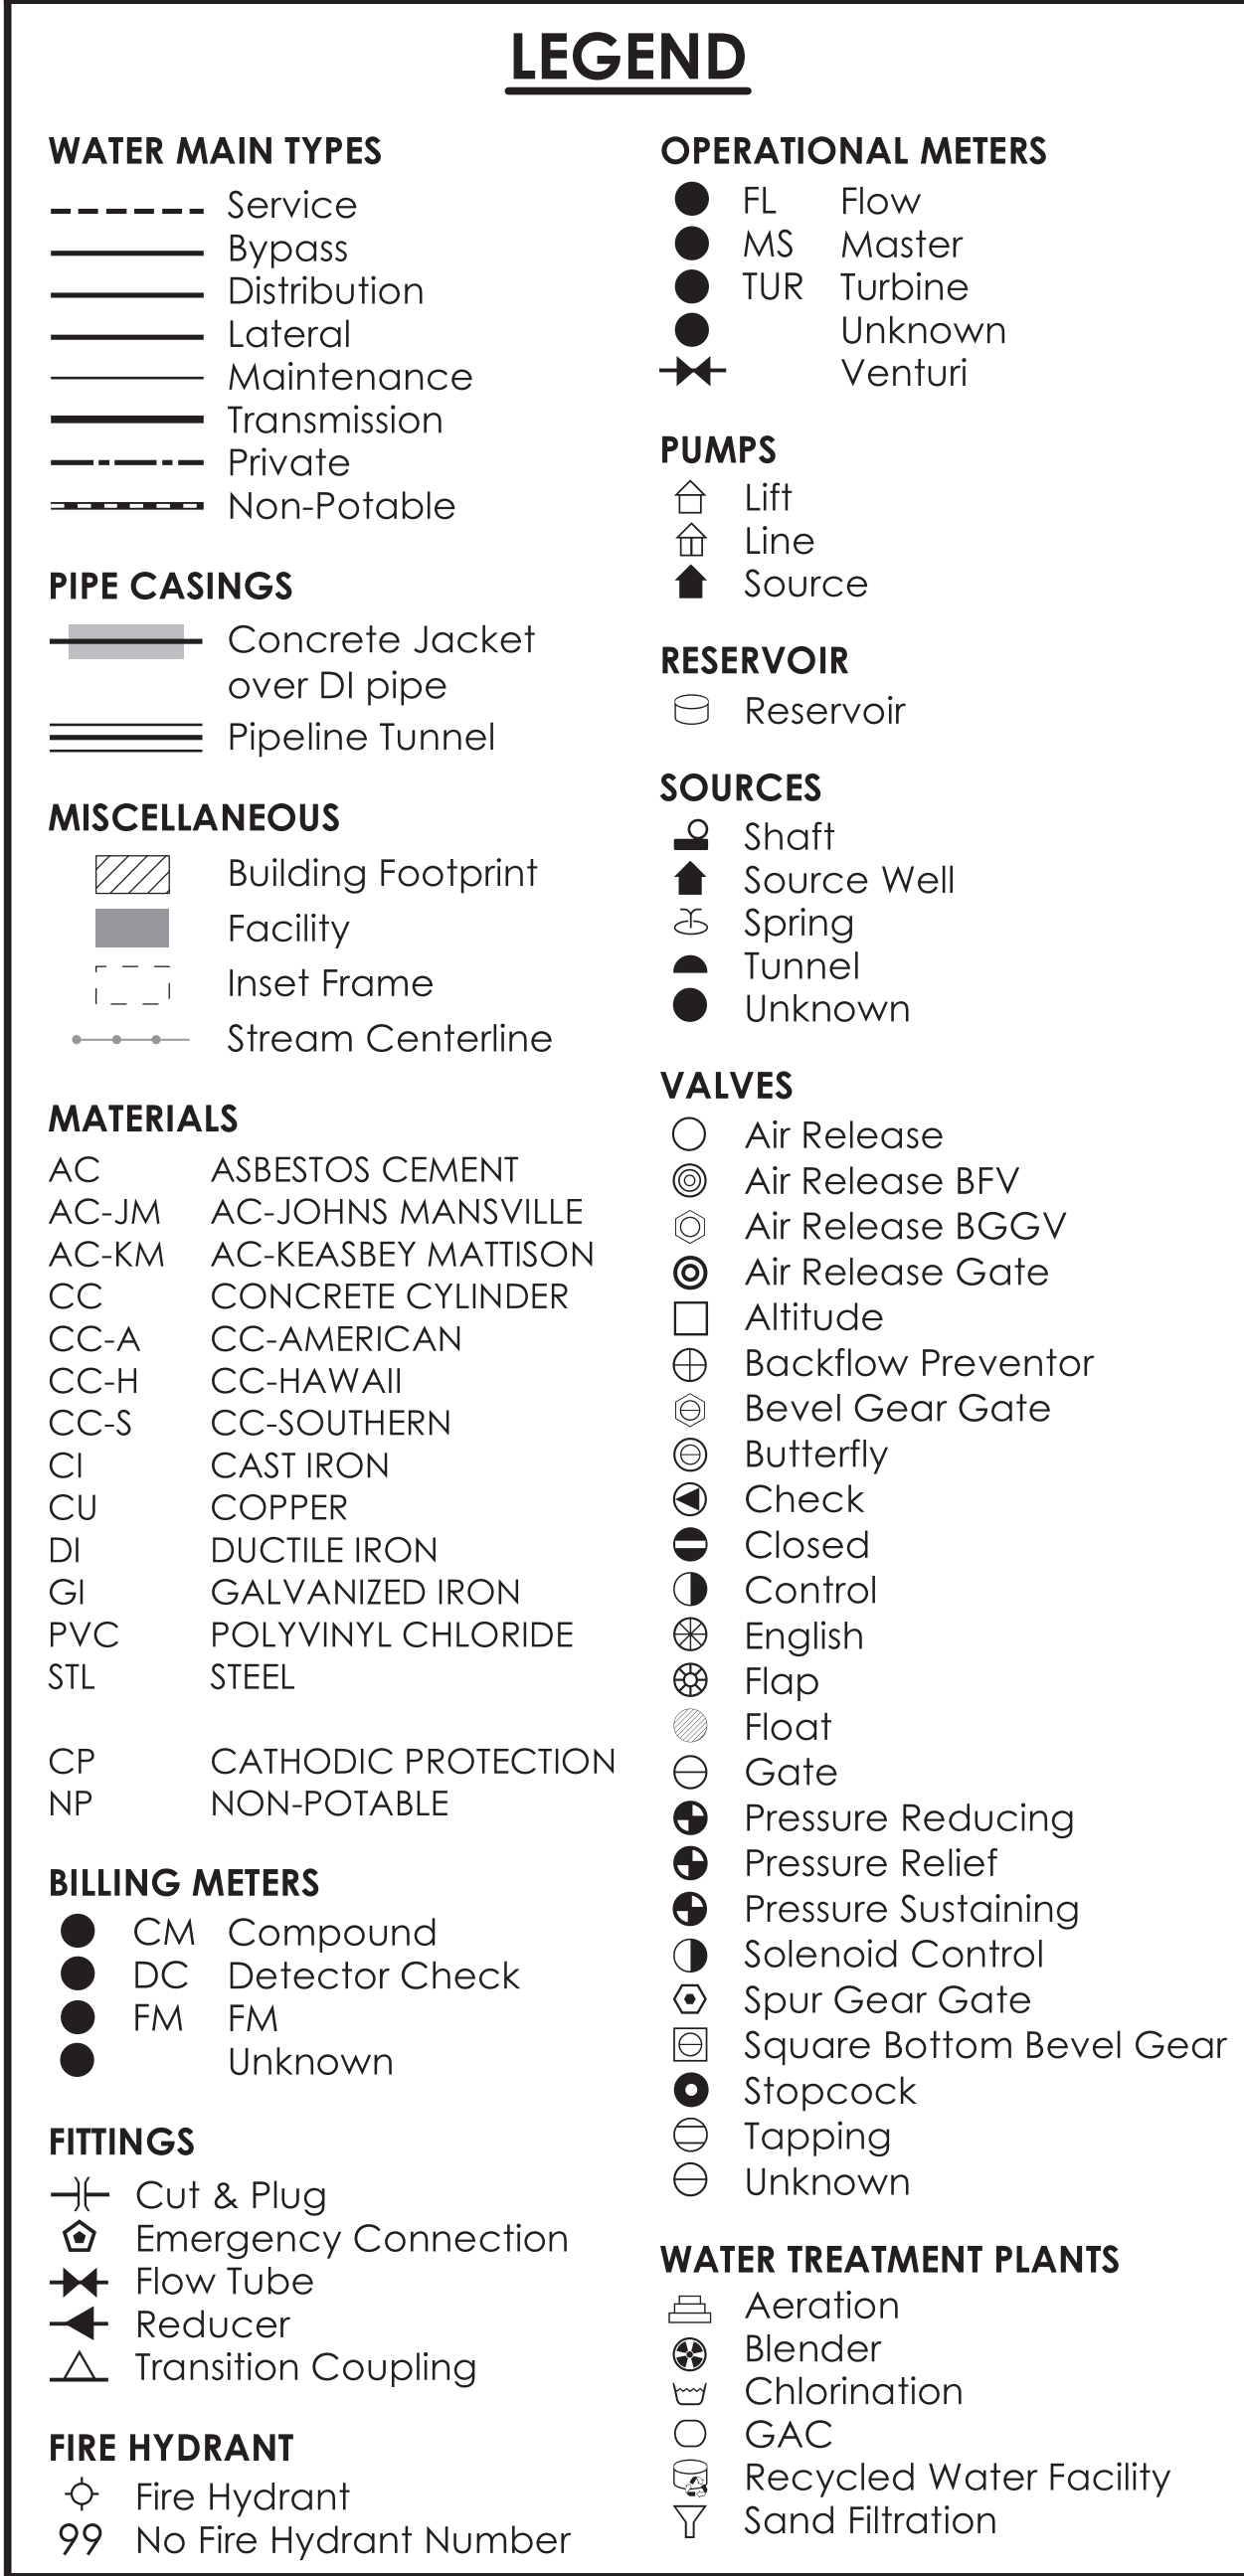 LEGEND
WATER MAIN TYPES
Service
Bypass
Distribution
Lateral
Maintenance
Transmission
Private
Non-Potable
PIPE CASINGS
Concrete Jacket
over DI pipe
Pipeline Tunnel
MISCELLANEOUS
Building Footprint
Facility
Inset Frame
Stream Centerline
MATERIALS
AC ASBESTOS CEMENT
AC-JM AC-JOHNS MANSVILLE
AC-KM AC-KEASBEY MATTISON
CC CONCRETE CYLINDER
CC-A CC-AMERICAN
CC-H CC-HAWAII
CC-S CC-SOUTHERN
CI CAST IRON
CU COPPER
DI DUCTILE IRON
GI GALVANIZED IRON
PVC POLYVINYL CHLORIDE
STL STEEL
CP CATHODIC PROTECTION
NP NON-POTABLE
BILLING METERS
CM Compound
DC Detector Check
FM FM
Unknown
FITTINGS
Cut & Plug
Emergency Connection
Flow Tube
Reducer
Transition Coupling
FIRE HYDRANT
Fire Hydrant
99 No Fire Hydrant Number
OPERATIONAL METERS
FL Flow
MS Master
TUR Turbine
Unknown
Venturi
PUMPS
Lift
Line
Source
RESERVOIR
Reservoir
SOURCES
Shaft
Source Well
Spring
Tunnel
Unknown
VALVES
Air Release
Air Release BFV
Air Release BGGV
Air Release Gate
Altitude
Backflow Preventor
Bevel Gear Gate
Butterfly
Check
Closed
Control
English
Flap
Float
Gate
Pressure Reducing
Pressure Relief
Pressure Sustaining
Solenoid Control
Spur Gear Gate
Square Bottom Bevel Gear
Stopcock
Tapping
Unknown
WATER TREATMENT PLANTS
Aeration
Blender
Chlorination
GAC
Recycled Water Facility
Sand Filtration